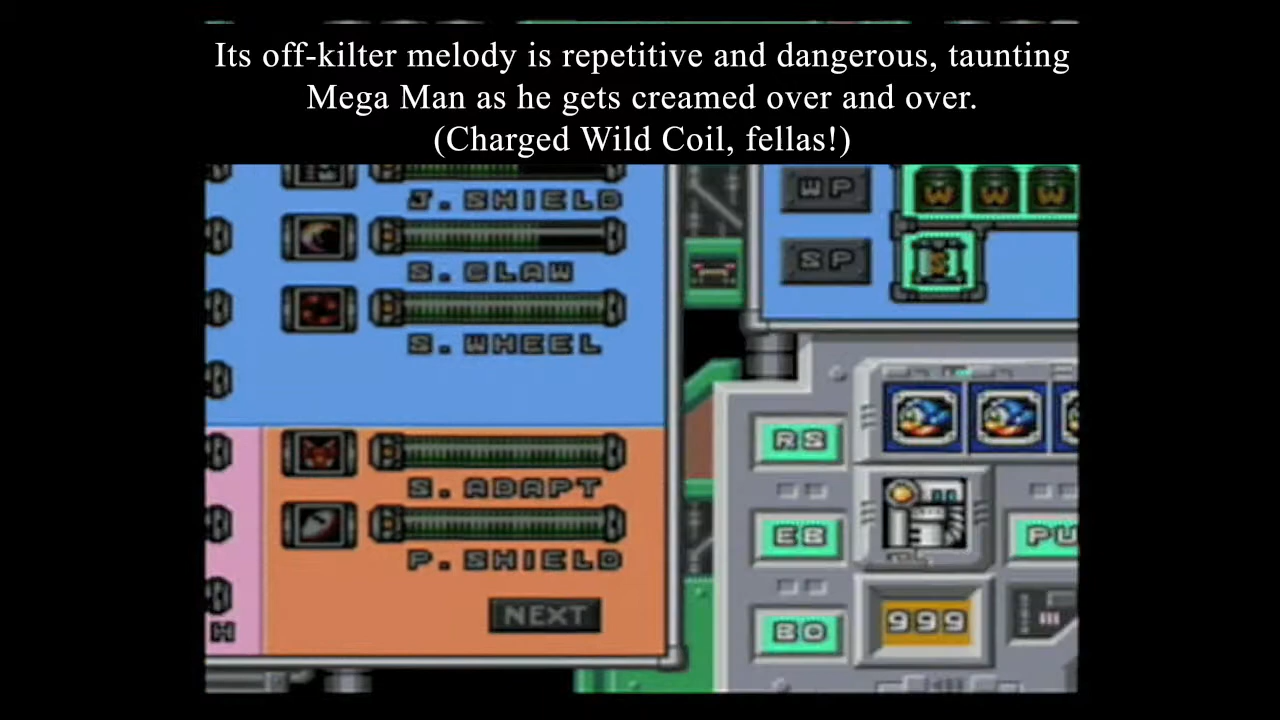 Its off-kilter melody is repetitive and dangerous, taunting
Mega Man as he gets creamed over and over.
(Charged Wild Coil, fellas!)
J.SHIELD
S.CLAW
S.WHEEL
S.ADAPT
P.SHIELD
NEXT
H
WP
W W W
SP
S
RS
EB
PU
BO
999